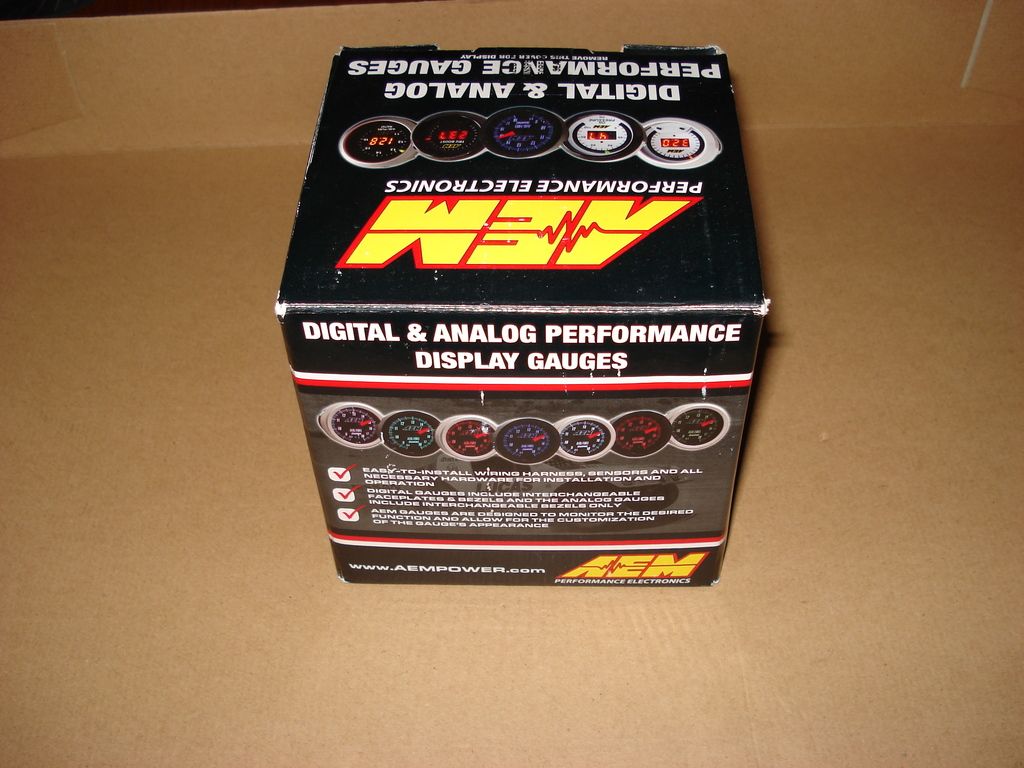 REMOVE THIS COVER FOR DISPLAY
DIGITAL & ANALOG
PERFORMANCE GAUGES
AEM
PERFORMANCE ELECTRONICS
DIGITAL & ANALOG PERFORMANCE
DISPLAY GAUGES
EASY-TO-INSTALL WIRING HARNESS, SENSORS AND ALL
NECESSARY HARDWARE FOR INSTALLATION AND
OPERATION
DIGITAL GAUGES INCLUDE INTERCHANGEABLE
FACEPLATES & BEZELS AND THE ANALOG GAUGES
INCLUDE INTERCHANGEABLE BEZELS ONLY
AEM GAUGES ARE DESIGNED TO MONITOR THE DESIRED
FUNCTION AND ALLOW FOR THE CUSTOMIZATION
OF THE GAUGE'S APPEARANCE
www.AEMPOWER.com
AEM
PERFORMANCE ELECTRONICS